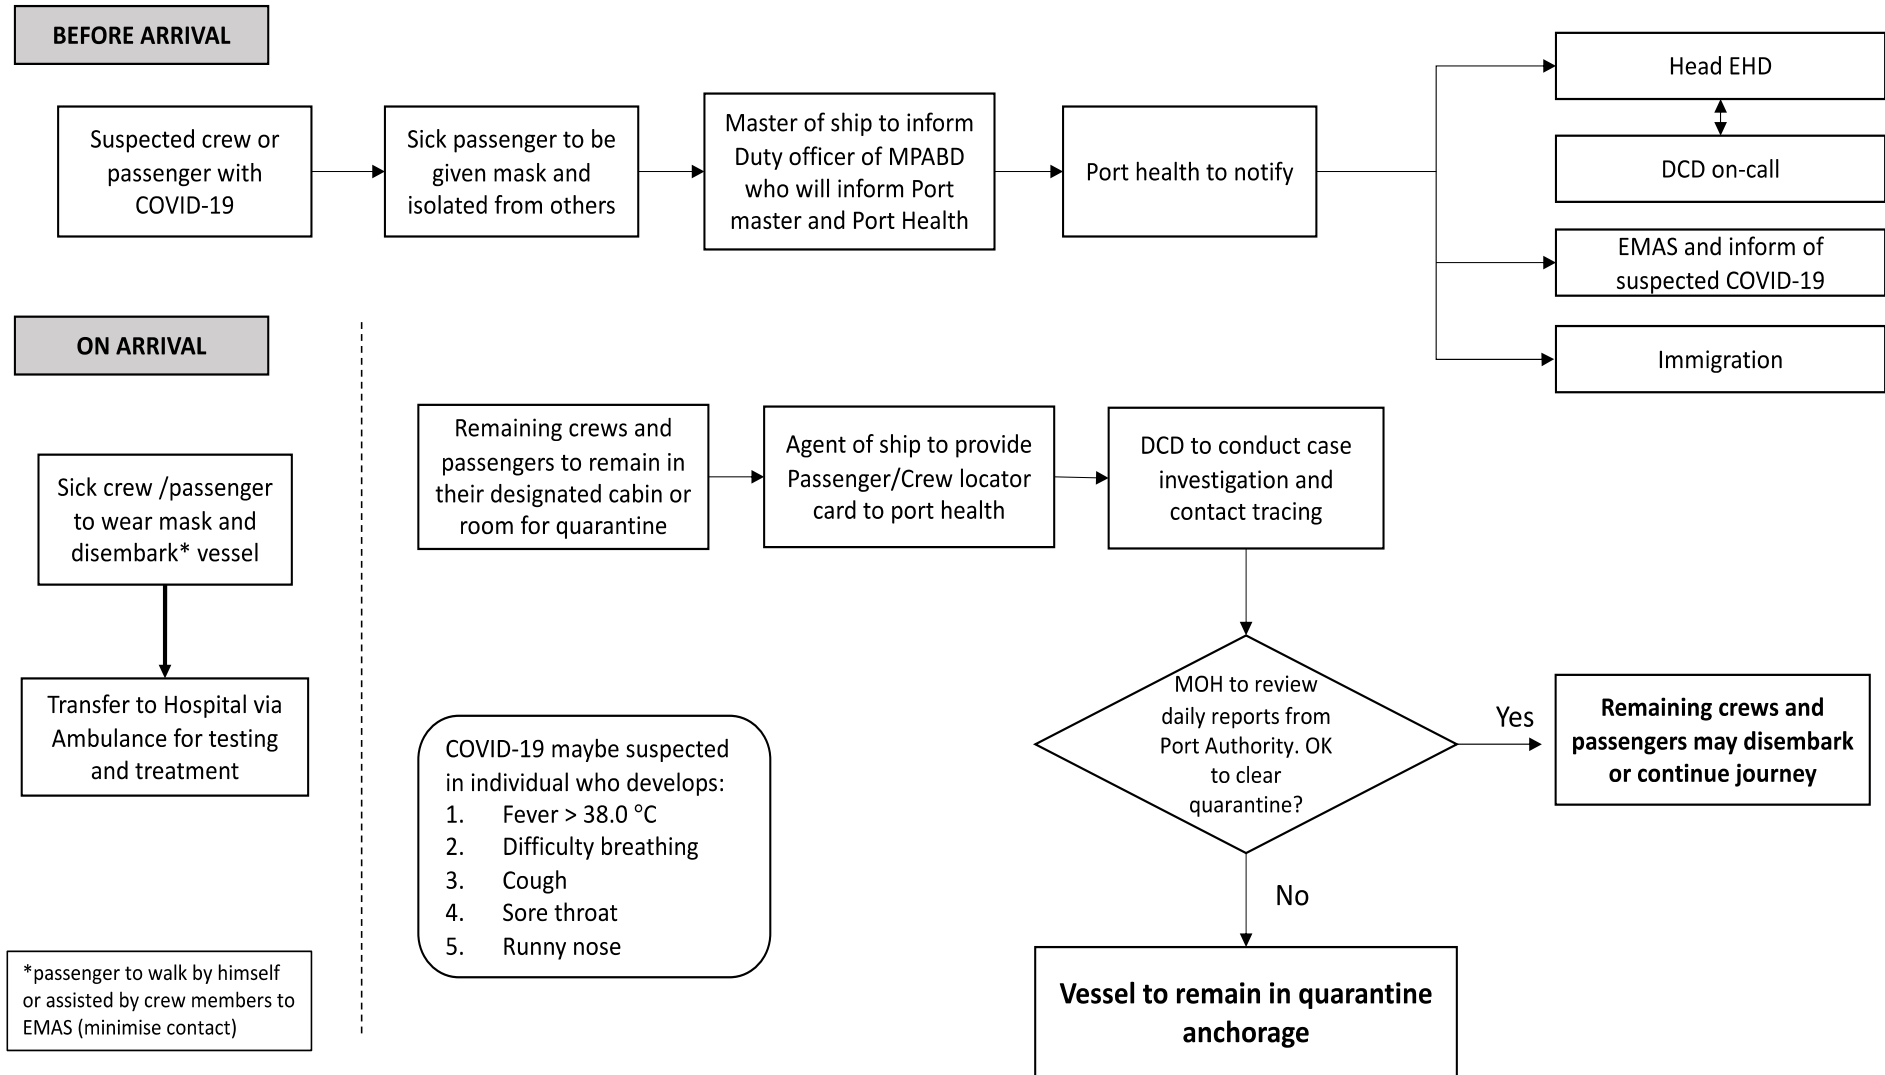 BEFORE ARRIVAL
Suspected crew or
passenger with
COVID-19
Sick passenger to be
given mask and
isolated from others
Master of ship to inform
Duty officer of MPABD
who will inform Port
master and Port Health
Port health to notify
Head EHD
DCD on-call
EMAS and inform of
suspected COVID-19
Immigration
ON ARRIVAL
Sick crew /passenger
to wear mask and
disembark* vessel
Transfer to Hospital via
Ambulance for testing
and treatment
*passenger to walk by himself
or assisted by crew members to
EMAS (minimise contact)
Remaining crews and
passengers to remain in
their designated cabin or
room for quarantine
Agent of ship to provide
Passenger/Crew locator
card to port health
DCD to conduct case
investigation and
contact tracing
MOH to review
daily reports from
Port Authority. OK
to clear
quarantine?
Yes
Remaining crews and
passengers may disembark
or continue journey
No
Vessel to remain in quarantine
anchorage
COVID-19 maybe suspected
in individual who develops:
1. Fever > 38.0 °C
2. Difficulty breathing
3. Cough
4. Sore throat
5. Runny nose